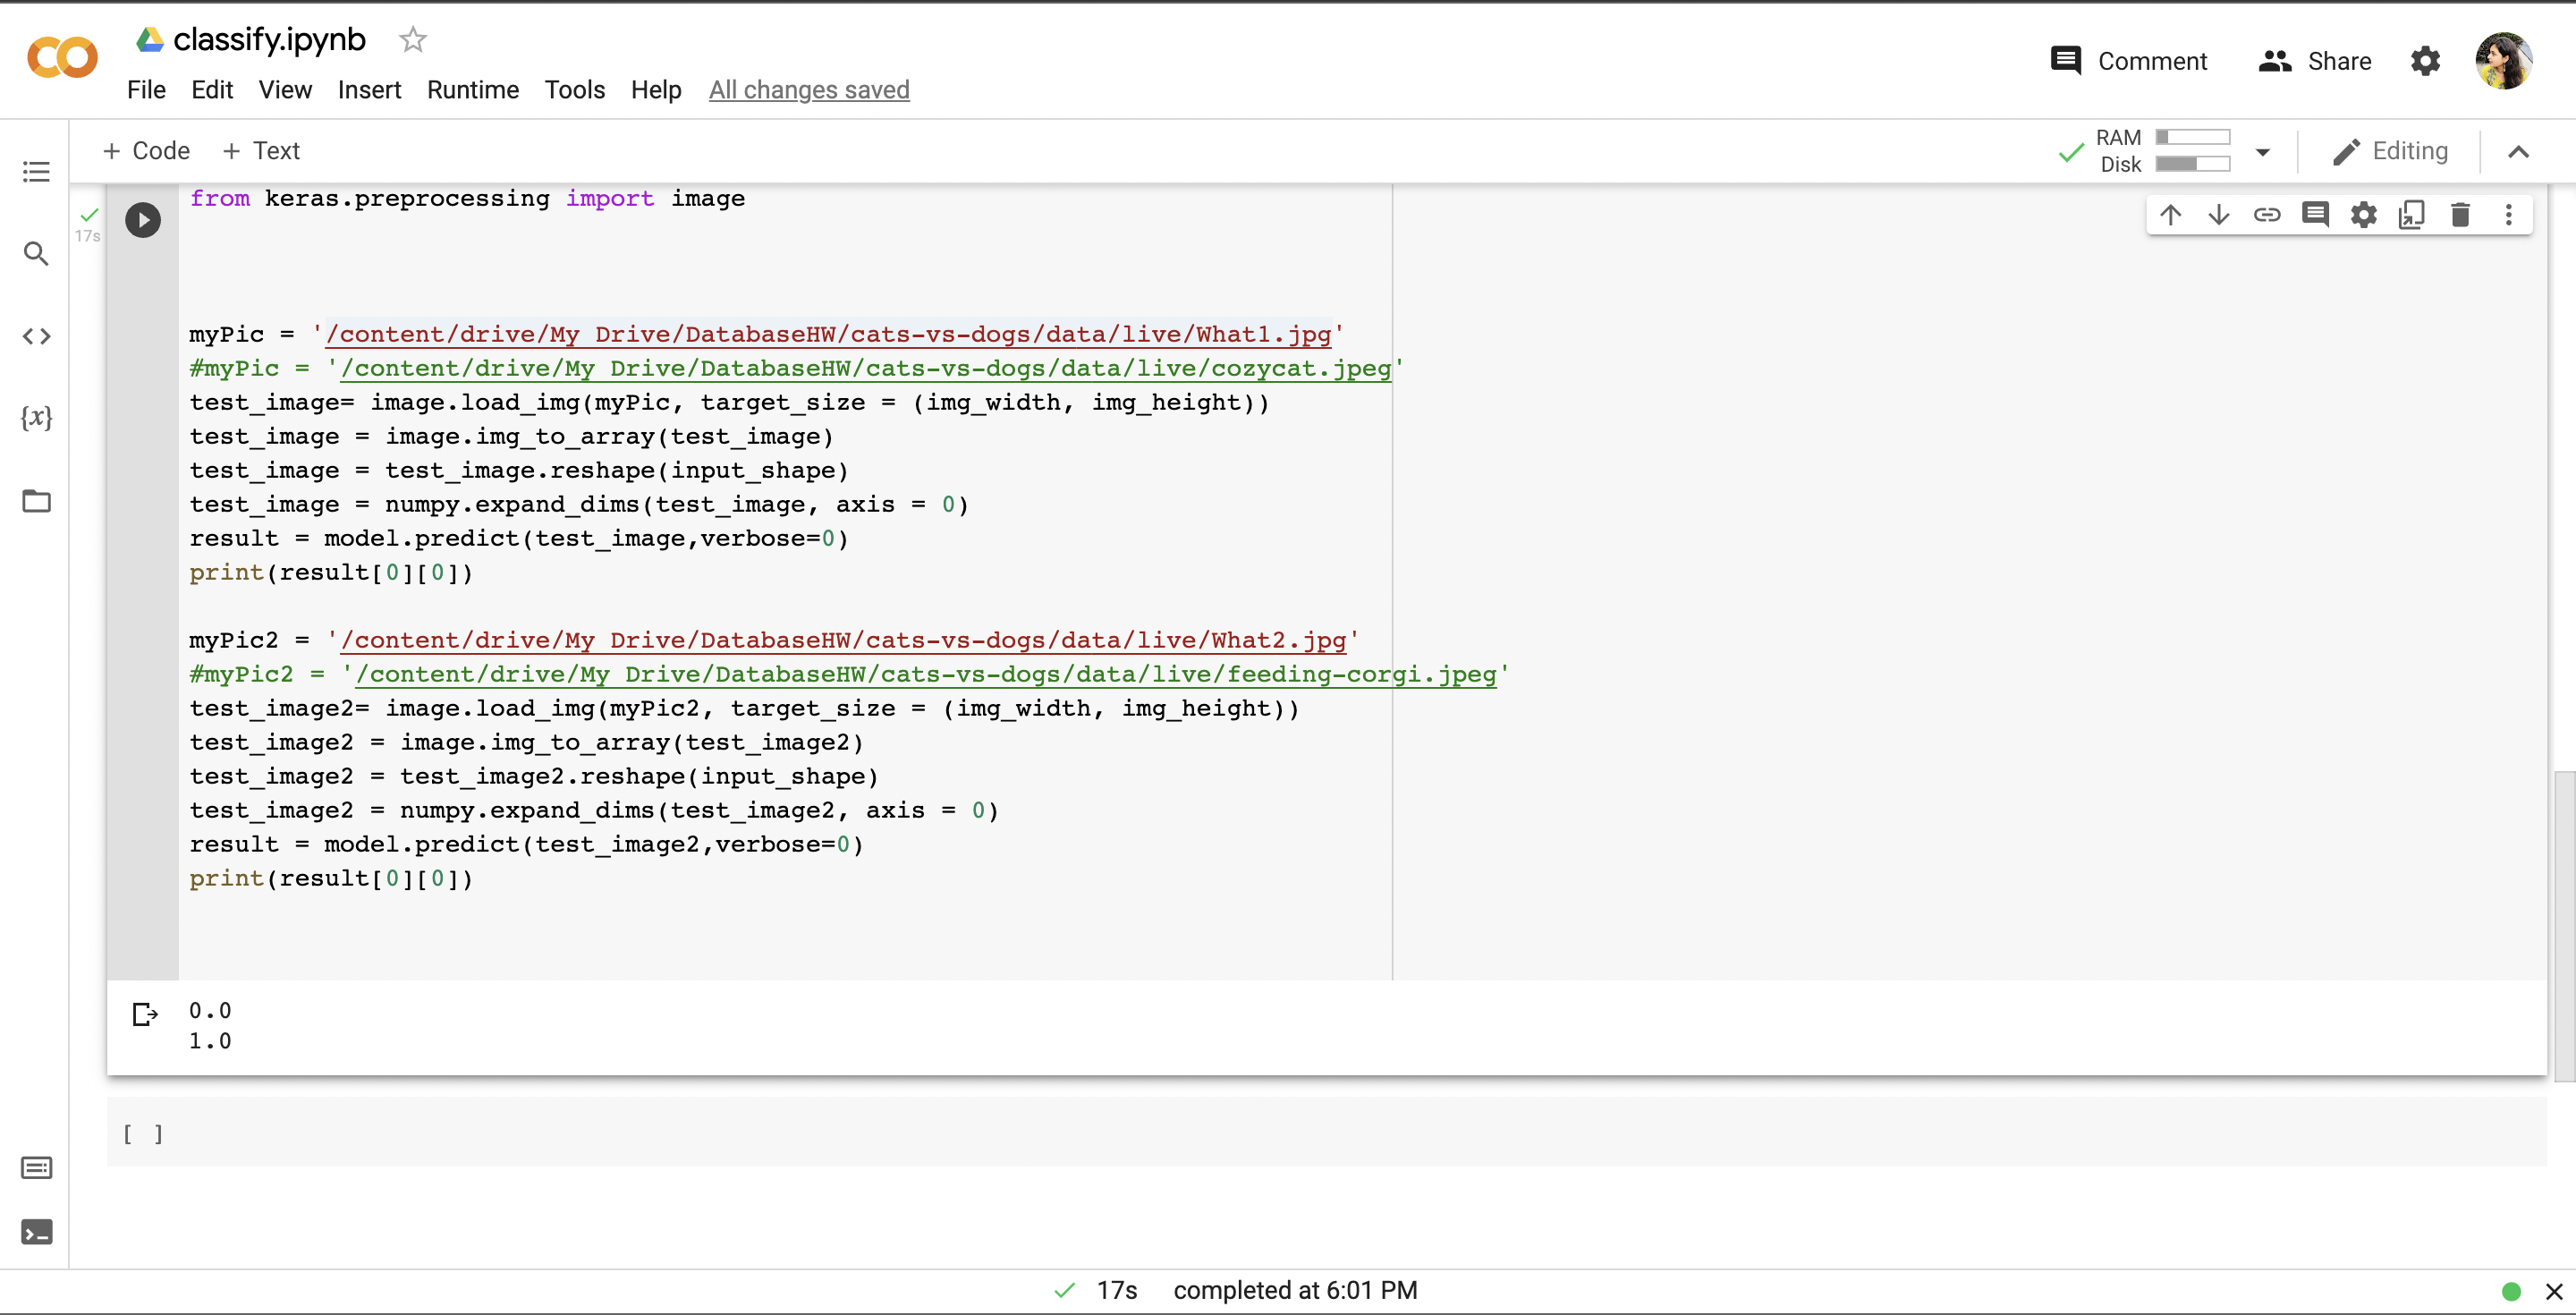 classify.ipynb
File Edit View Insert Runtime Tools Help All changes saved
Comment Share
+ Code + Text
RAM
Disk
Editing
17s
from keras.preprocessing import image
myPic = '/content/drive/My Drive/DatabaseHW/cats-vs-dogs/data/live/What1.jpg'
#myPic = '/content/drive/My Drive/DatabaseHW/cats-vs-dogs/data/live/cozycat.jpeg'
test_image= image.load_img(myPic, target_size = (img_width, img_height))
test_image = image.img_to_array(test_image)
test_image = test_image.reshape(input_shape)
test_image = numpy.expand_dims(test_image, axis = 0)
result = model.predict(test_image,verbose=0)
print(result[0][0])
myPic2 = '/content/drive/My Drive/DatabaseHW/cats-vs-dogs/data/live/What2.jpg'
#myPic2 = '/content/drive/My Drive/DatabaseHW/cats-vs-dogs/data/live/feeding-corgi.jpeg'
test_image2= image.load_img(myPic2, target_size = (img_width, img_height))
test_image2 = image.img_to_array(test_image2)
test_image2 = test_image2.reshape(input_shape)
test_image2 = numpy.expand_dims(test_image2, axis = 0)
result = model.predict(test_image2,verbose=0)
print(result[0][0])
0.0
1.0
[ ]
17s completed at 6:01 PM